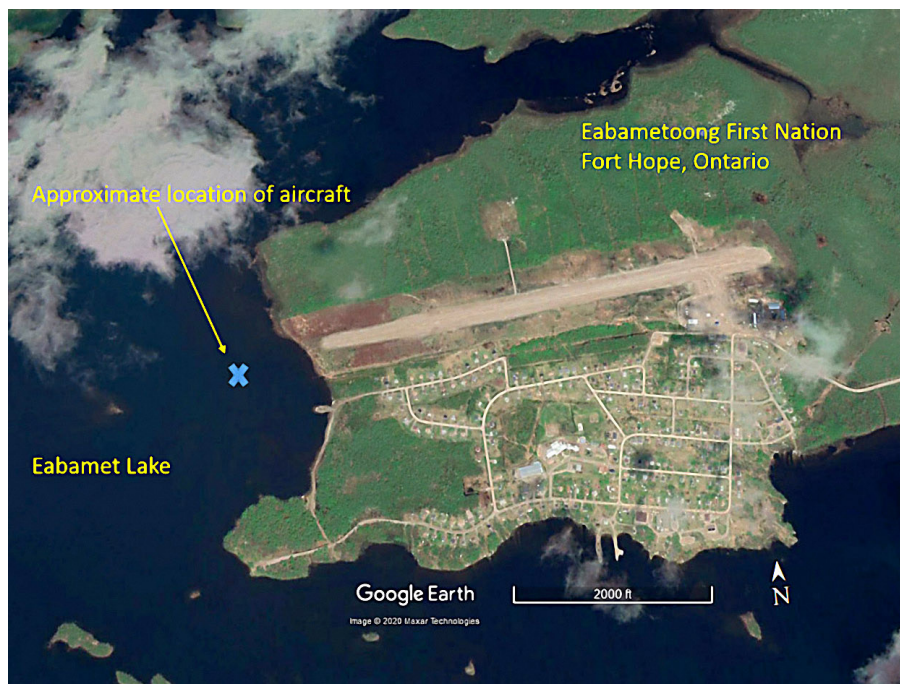 Eabametoong First Nation
Fort Hope, Ontario
Approximate location of aircraft
Eabamet Lake
Google Earth
2000 ft
N
Image © 2020 Maxar Technologies